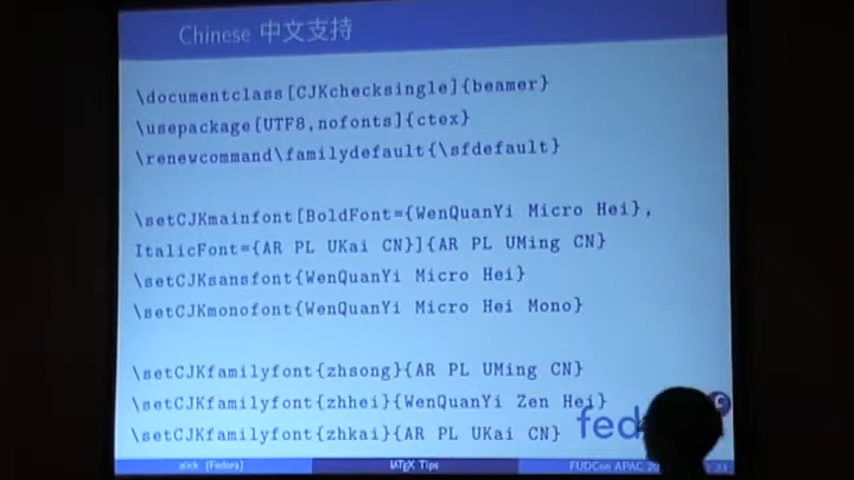 Chinese 中文支持
\documentclass[CJKchecksingle]{beamer}
\usepackage[UTF8,nofonts]{ctex}
\renewcommand\familydefault{\sfdefault}
\setCJKmainfont[BoldFont={WenQuanYi Micro Hei},
ItalicFont={AR PL UKai CN}]{AR PL UMing CN}
\setCJKsansfont{WenQuanYi Micro Hei}
\setCJKmonofont{WenQuanYi Micro Hei Mono}
\setCJKfamilyfont{zhsong}{AR PL UMing CN}
\setCJKfamilyfont{zhhei}{WenQuanYi Zen Hei}
\setCJKfamilyfont{zhkai}{AR PL UKai CN}
fed
alick (Fedora) LATEX Tips FUDCon APAC